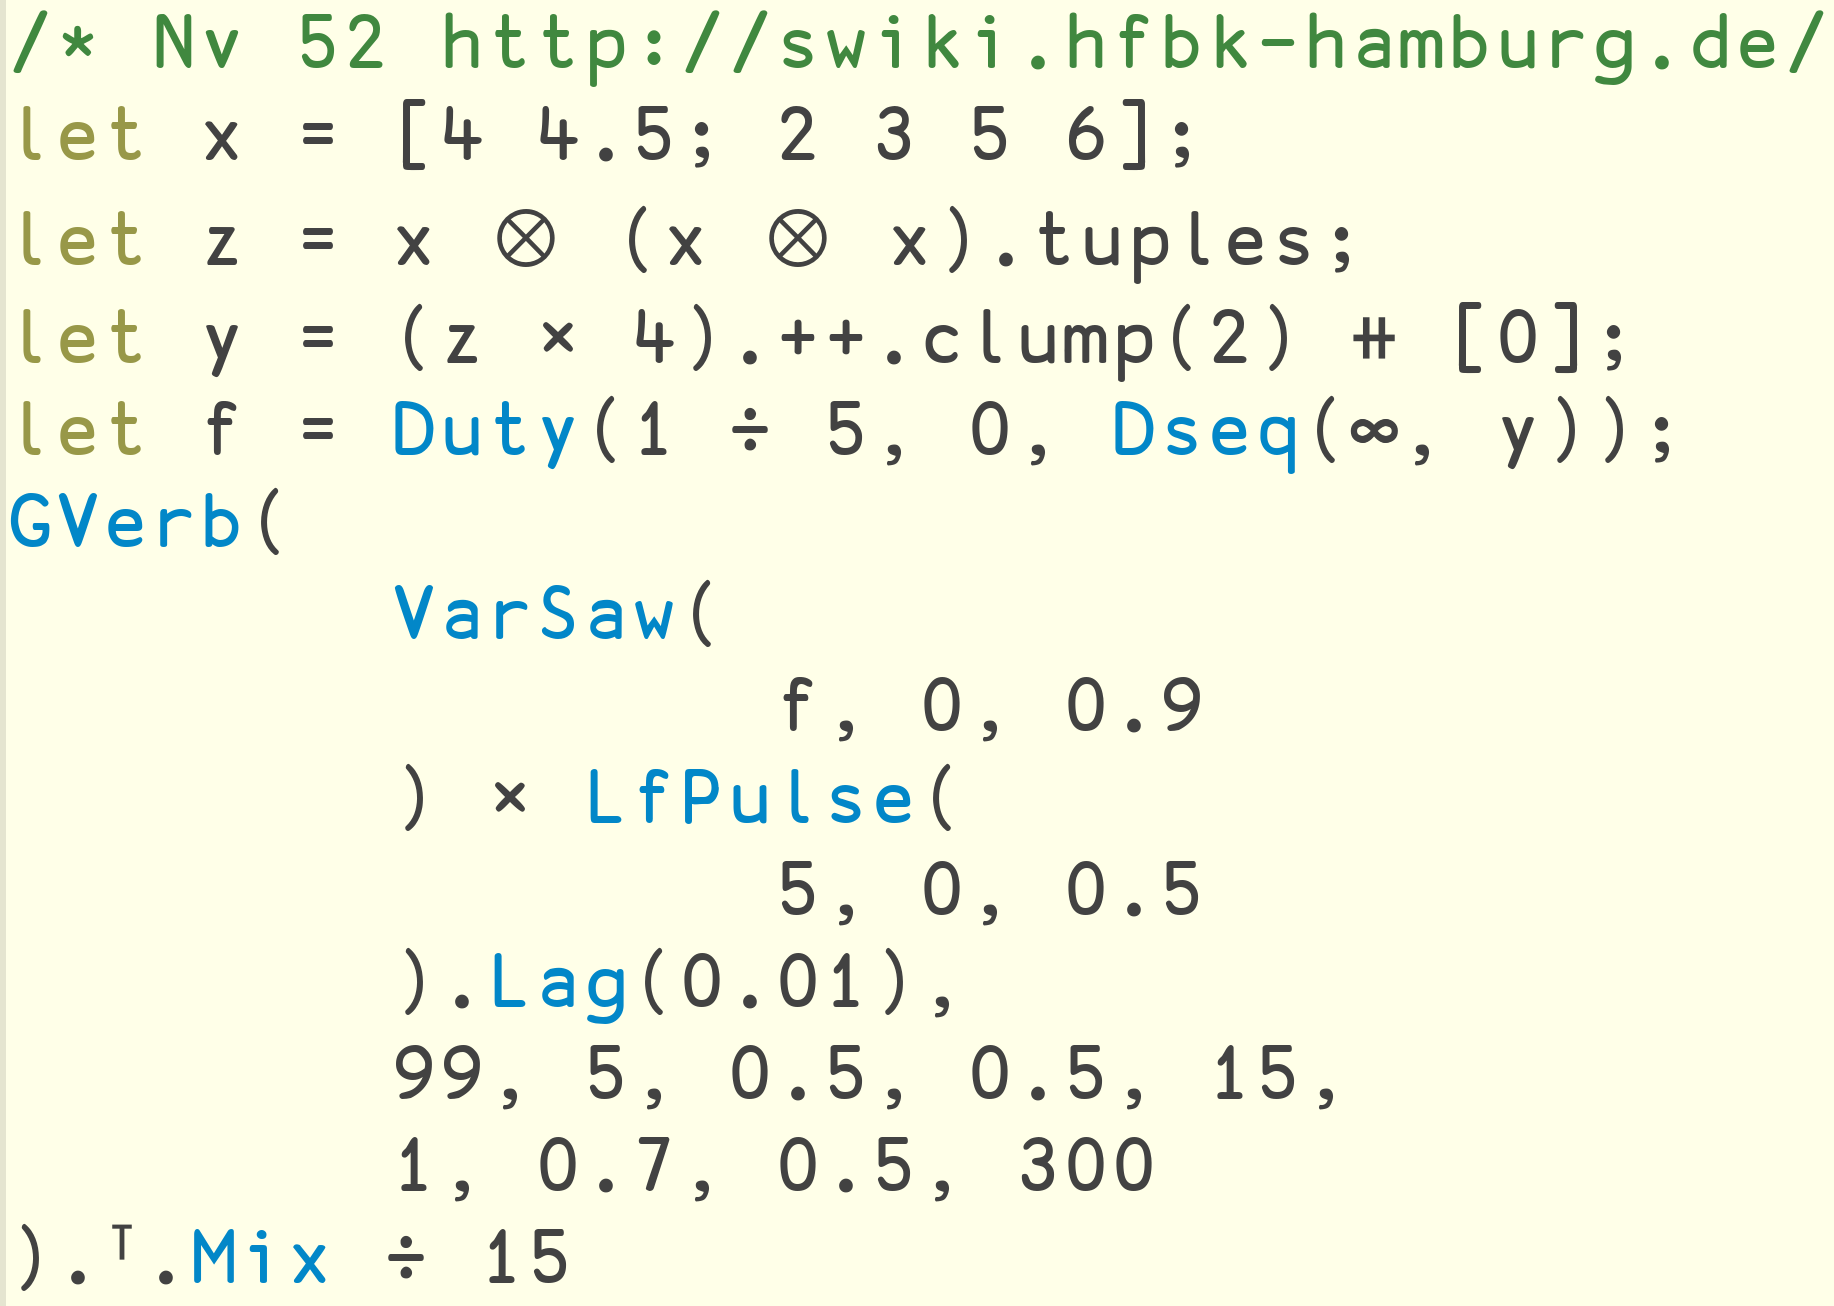 /* Nv 52 http://swiki.hfbk-hamburg.de/
let x = [4 4.5; 2 3 5 6];
let z = x ⊗ (x ⊗ x).tuples;
let y = (z × 4).++.clump(2) ⧺ [0];
let f = Duty(1 ÷ 5, 0, Dseq(∞, y));
GVerb(
VarSaw(
f, 0, 0.9
) × LfPulse(
5, 0, 0.5
).Lag(0.01),
99, 5, 0.5, 0.5, 15,
1, 0.7, 0.5, 300
).ᵀ.Mix ÷ 15